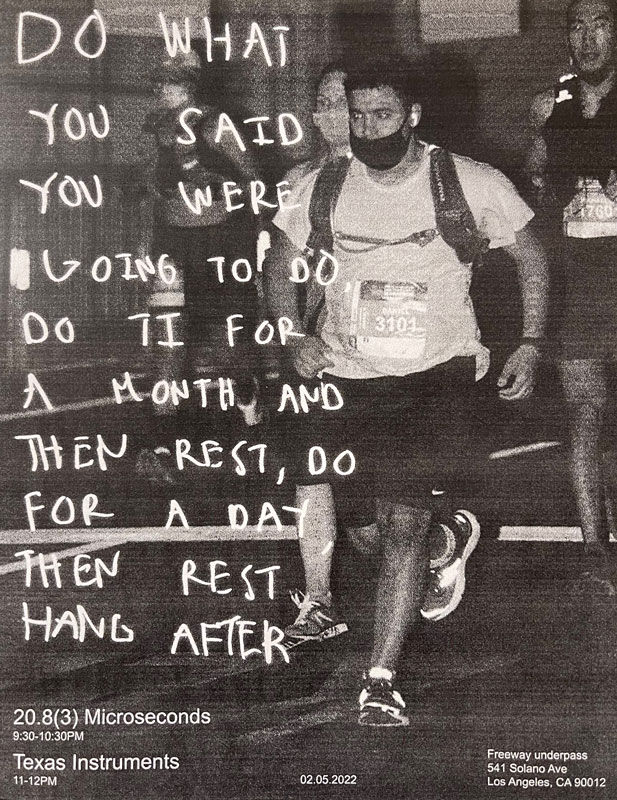 DO WHAT
YOU SAID
YOU WERE
GOING TO DO,
DO TI FOR
A MONTH AND
THEN REST, DO
FOR A DAY,
THEN REST
HANG AFTER
3101
20.8(3) Microseconds
9:30-10:30PM
Texas Instruments
11-12PM
02.05.2022
Freeway underpass
541 Solano Ave
Los Angeles, CA 90012